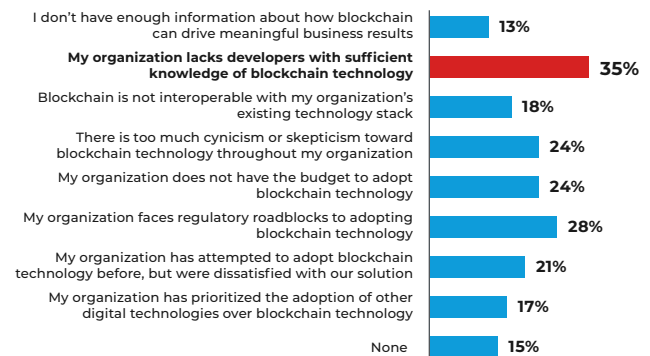 I don't have enough information about how blockchain
can drive meaningful business results
13%
My organization lacks developers with sufficient
knowledge of blockchain technology
35%
Blockchain is not interoperable with my organization's
existing technology stack
18%
There is too much cynicism or skepticism toward
blockchain technology throughout my organization
24%
My organization does not have the budget to adopt
blockchain technology
24%
My organization faces regulatory roadblocks to adopting
blockchain technology
28%
My organization has attempted to adopt blockchain
technology before, but were dissatisfied with our solution
21%
My organization has prioritized the adoption of other
digital technologies over blockchain technology
17%
None
15%